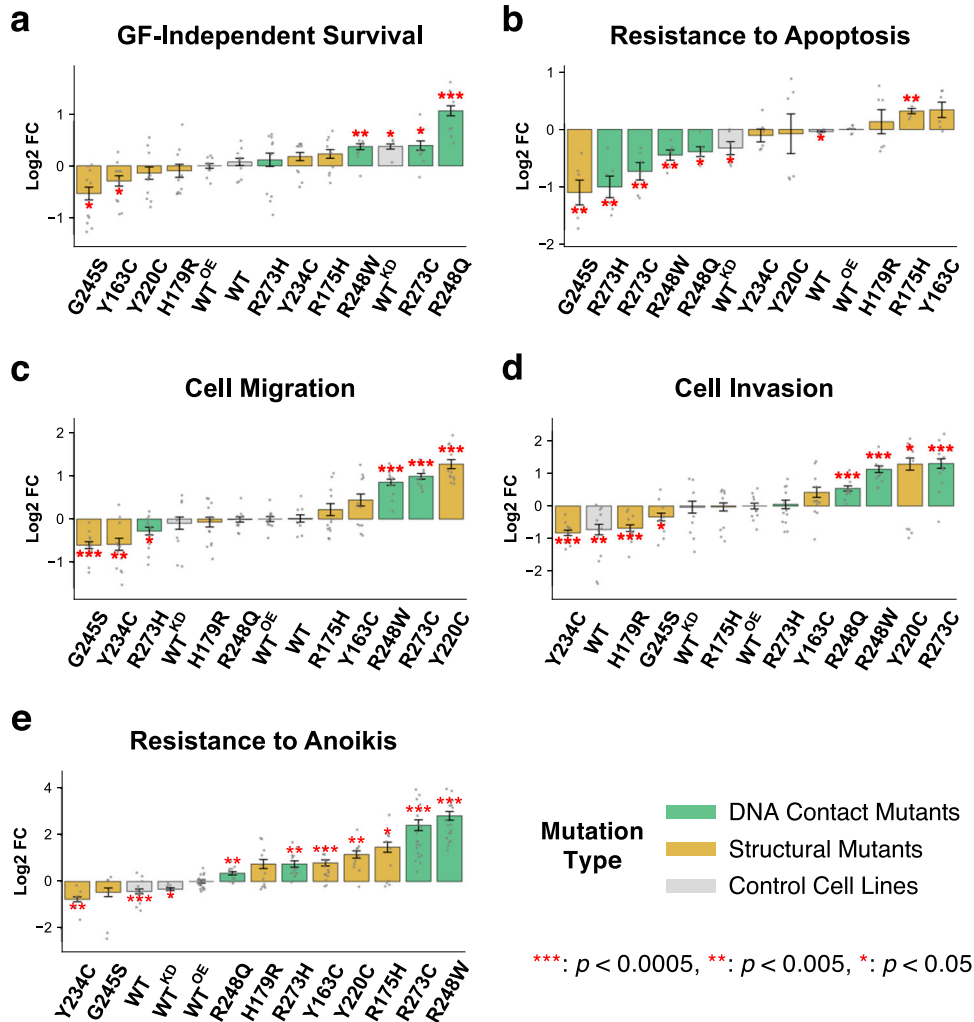 a
GF-Independent Survival
Log2 FC
1
0
−1
***
**
*
*
*
*
G245S
Y163C
Y220C
H179R
WT^OE
WT
R273H
Y234C
R175H
R248W
WT^KD
R273C
R248Q
b
Resistance to Apoptosis
Log2 FC
1
0
−1
−2
**
**
**
**
*
*
*
**
G245S
R273H
R273C
R248W
R248Q
WT^KD
Y234C
Y220C
WT
WT^OE
H179R
R175H
Y163C
c
Cell Migration
Log2 FC
2
1
0
−1
***
**
*
***
***
***
G245S
Y234C
R273H
WT^KD
H179R
R248Q
WT^OE
WT
R175H
Y163C
R248W
R273C
Y220C
d
Cell Invasion
Log2 FC
2
1
0
−1
−2
***
**
***
*
***
***
*
***
Y234C
WT
H179R
G245S
WT^KD
R175H
WT^OE
R273H
Y163C
R248Q
R248W
Y220C
R273C
e
Resistance to Anoikis
Log2 FC
4
2
0
−2
**
***
*
**
**
***
**
*
***
***
Y234C
G245S
WT
WT^KD
WT^OE
R248Q
H179R
R273H
Y163C
Y220C
R175H
R273C
R248W
Mutation
Type
DNA Contact Mutants
Structural Mutants
Control Cell Lines
***: p < 0.0005, **: p < 0.005, *: p < 0.05